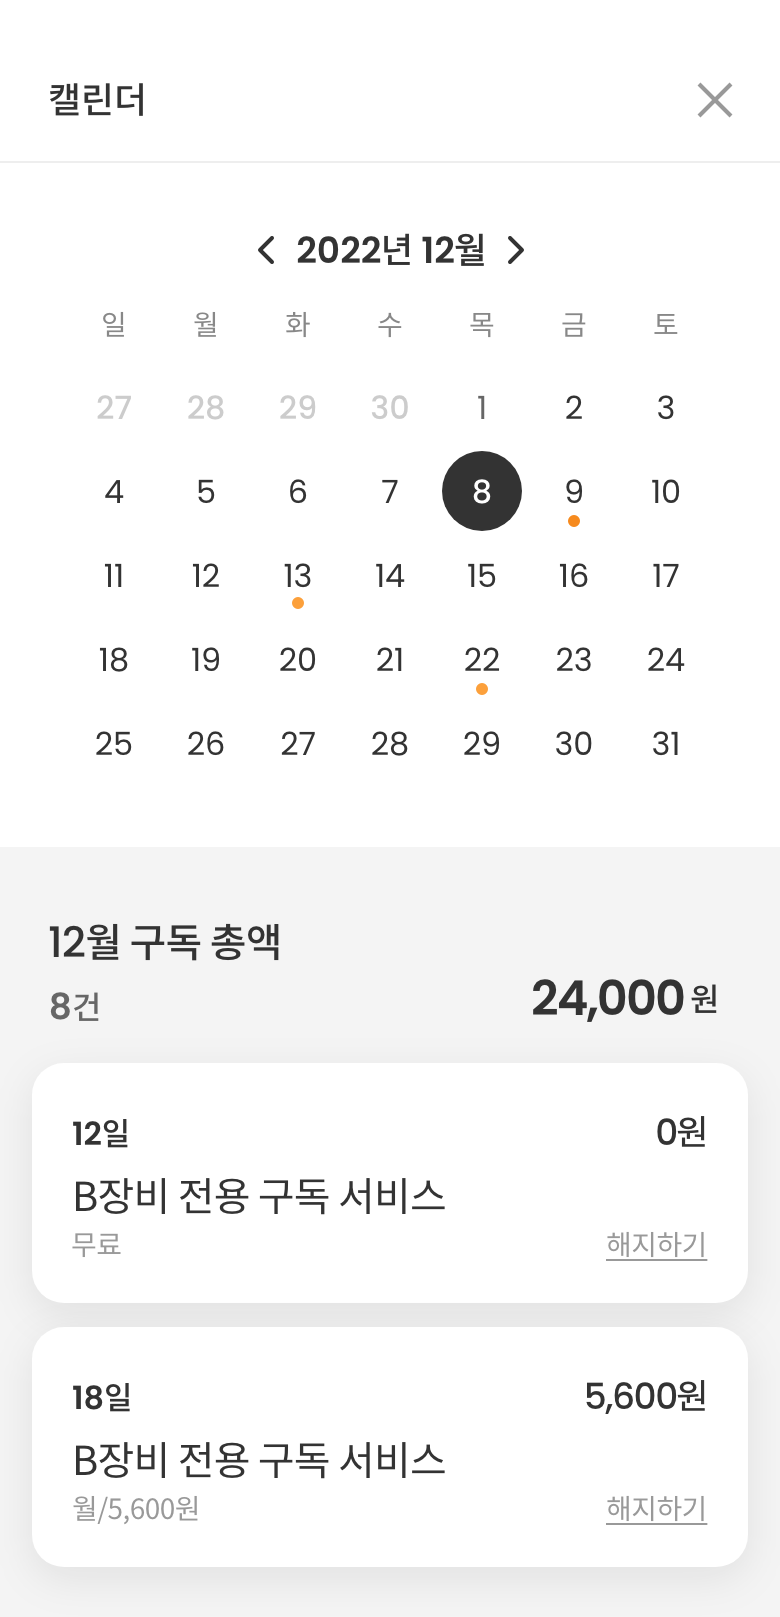 캘린더
2022년 12월
일 월 화 수 목 금 토
27 28 29 30 1 2 3
4 5 6 7 8 9 10
11 12 13 14 15 16 17
18 19 20 21 22 23 24
25 26 27 28 29 30 31
12월 구독 총액
8건 24,000 원
12일 0원
B장비 전용 구독 서비스
무료 해지하기
18일 5,600원
B장비 전용 구독 서비스
월/5,600원 해지하기